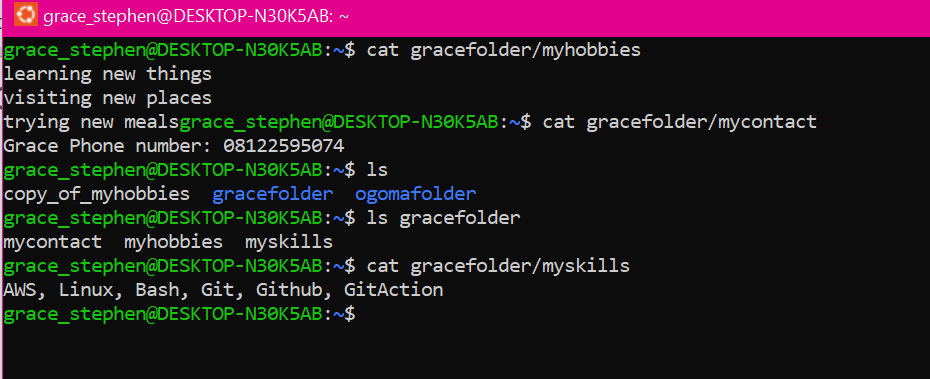 grace_stephen@DESKTOP-N30K5AB: ~
grace_stephen@DESKTOP-N30K5AB:~$ cat gracefolder/myhobbies
learning new things
visiting new places
trying new mealsgrace_stephen@DESKTOP-N30K5AB:~$ cat gracefolder/mycontact
Grace Phone number: 08122595074
grace_stephen@DESKTOP-N30K5AB:~$ ls
copy_of_myhobbies  gracefolder  ogomafolder
grace_stephen@DESKTOP-N30K5AB:~$ ls gracefolder
mycontact  myhobbies  myskills
grace_stephen@DESKTOP-N30K5AB:~$ cat gracefolder/myskills
AWS, Linux, Bash, Git, Github, GitAction
grace_stephen@DESKTOP-N30K5AB:~$